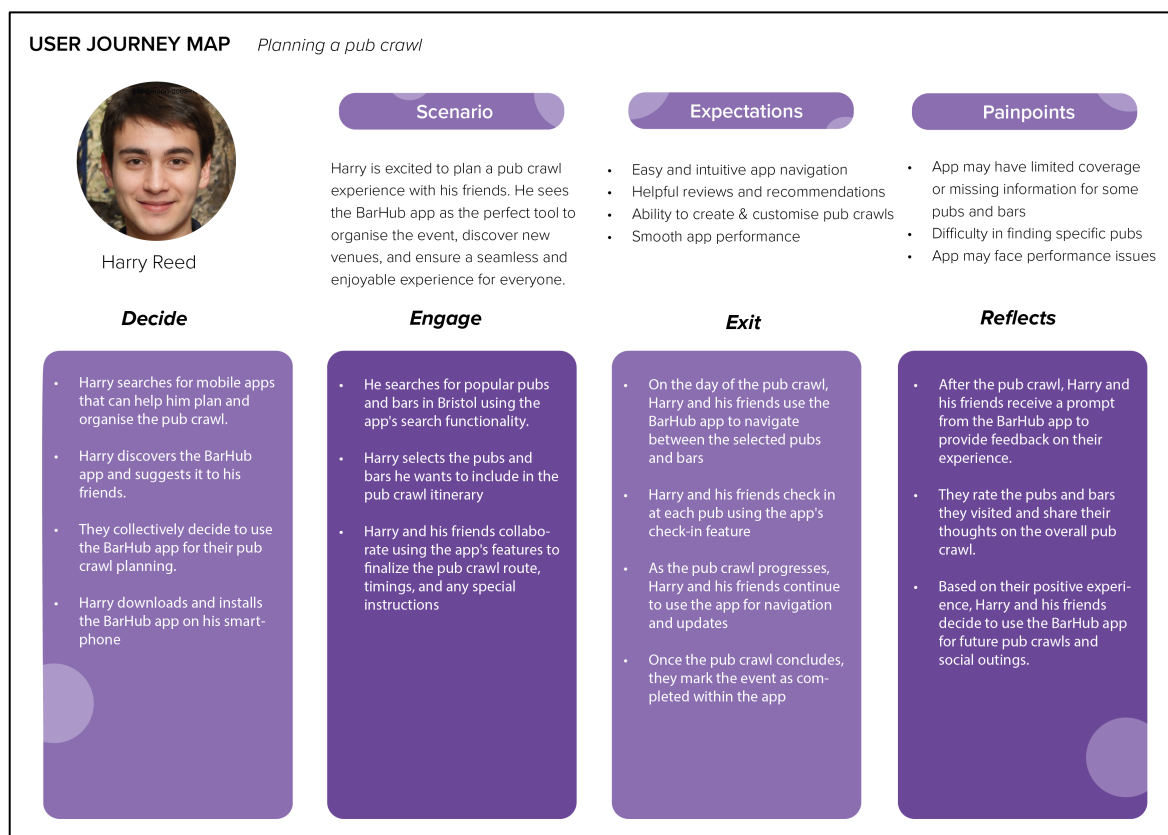 USER JOURNEY MAP Planning a pub crawl
Harry Reed
Scenario
Harry is excited to plan a pub crawl
experience with his friends. He sees
the BarHub app as the perfect tool to
organise the event, discover new
venues, and ensure a seamless and
enjoyable experience for everyone.
Expectations
• Easy and intuitive app navigation
• Helpful reviews and recommendations
• Ability to create & customise pub crawls
• Smooth app performance
Painpoints
• App may have limited coverage
or missing information for some
pubs and bars
• Difficulty in finding specific pubs
• App may face performance issues
Decide
• Harry searches for mobile apps
that can help him plan and
organise the pub crawl.
• Harry discovers the BarHub
app and suggests it to his
friends.
• They collectively decide to use
the BarHub app for their pub
crawl planning.
• Harry downloads and installs
the BarHub app on his smart-
phone
Engage
• He searches for popular pubs
and bars in Bristol using the
app's search functionality.
• Harry selects the pubs and
bars he wants to include in the
pub crawl itinerary
• Harry and his friends collabo-
rate using the app's features to
finalize the pub crawl route,
timings, and any special
instructions
Exit
• On the day of the pub crawl,
Harry and his friends use the
BarHub app to navigate
between the selected pubs
and bars
• Harry and his friends check in
at each pub using the app's
check-in feature
• As the pub crawl progresses,
Harry and his friends continue
to use the app for navigation
and updates
• Once the pub crawl concludes,
they mark the event as com-
pleted within the app
Reflects
• After the pub crawl, Harry and
his friends receive a prompt
from the BarHub app to
provide feedback on their
experience.
• They rate the pubs and bars
they visited and share their
thoughts on the overall pub
crawl.
• Based on their positive experi-
ence, Harry and his friends
decide to use the BarHub app
for future pub crawls and
social outings.